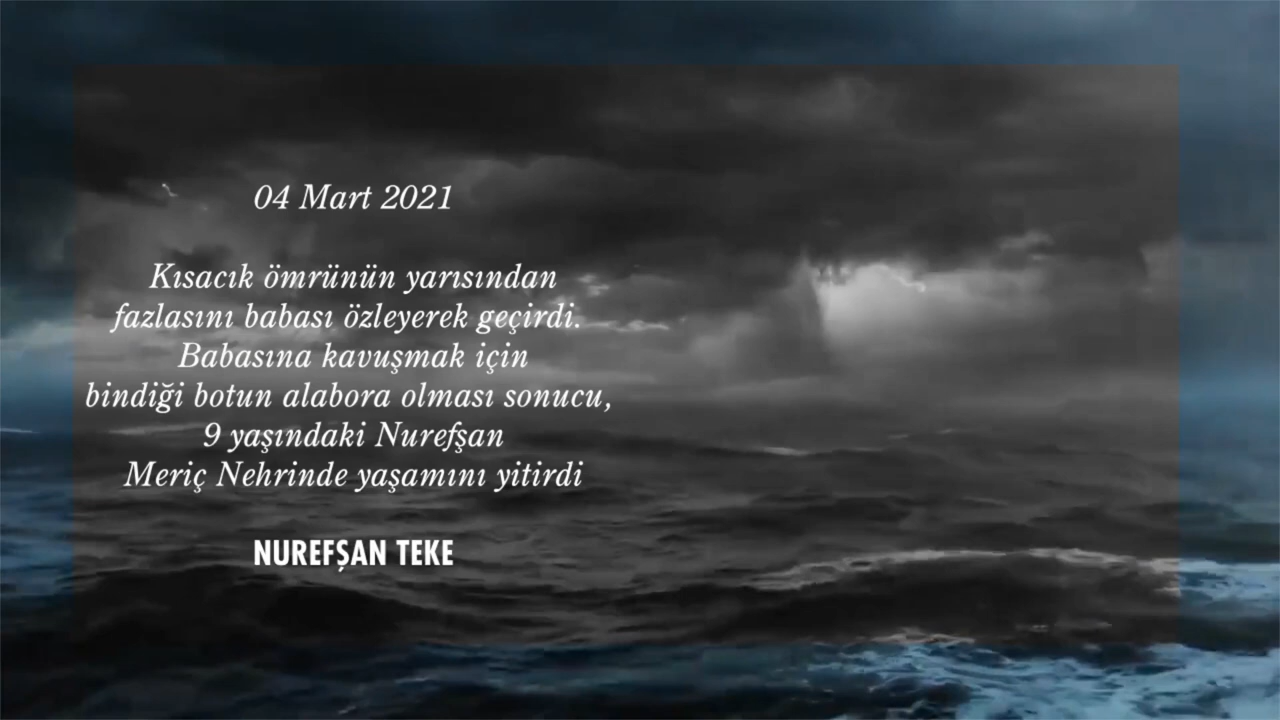 04 Mart 2021
Kısacık ömrünün yarısından
fazlasını babası özleyerek geçirdi.
Babasına kavuşmak için
bindiği botun alabora olması sonucu,
9 yaşındaki Nurefşan
Meriç Nehrinde yaşamını yitirdi
NUREFŞAN TEKE